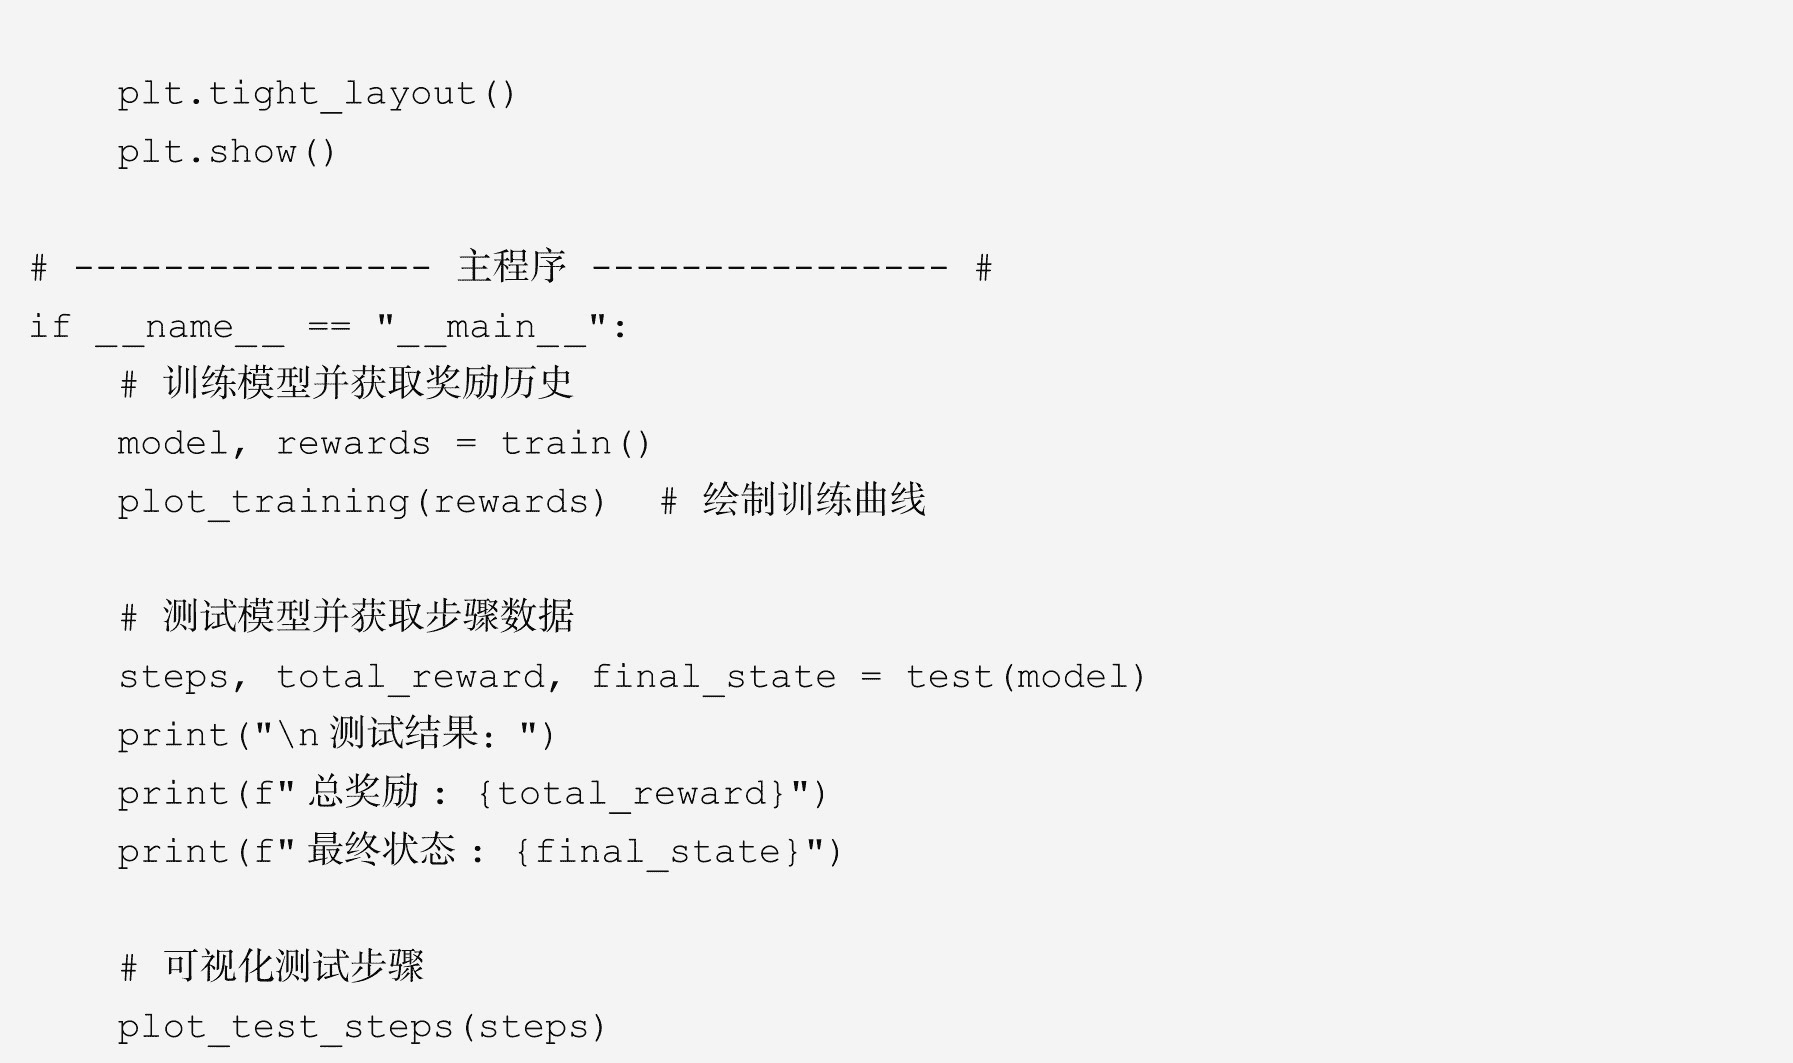 plt.tight_layout()
    plt.show()

# ---------------- 主程序 ---------------- #
if __name__ == "__main__":
    # 训练模型并获取奖励历史
    model, rewards = train()
    plot_training(rewards)  # 绘制训练曲线

    # 测试模型并获取步骤数据
    steps, total_reward, final_state = test(model)
    print("\n测试结果：")
    print(f"总奖励: {total_reward}")
    print(f"最终状态: {final_state}")

    # 可视化测试步骤
    plot_test_steps(steps)